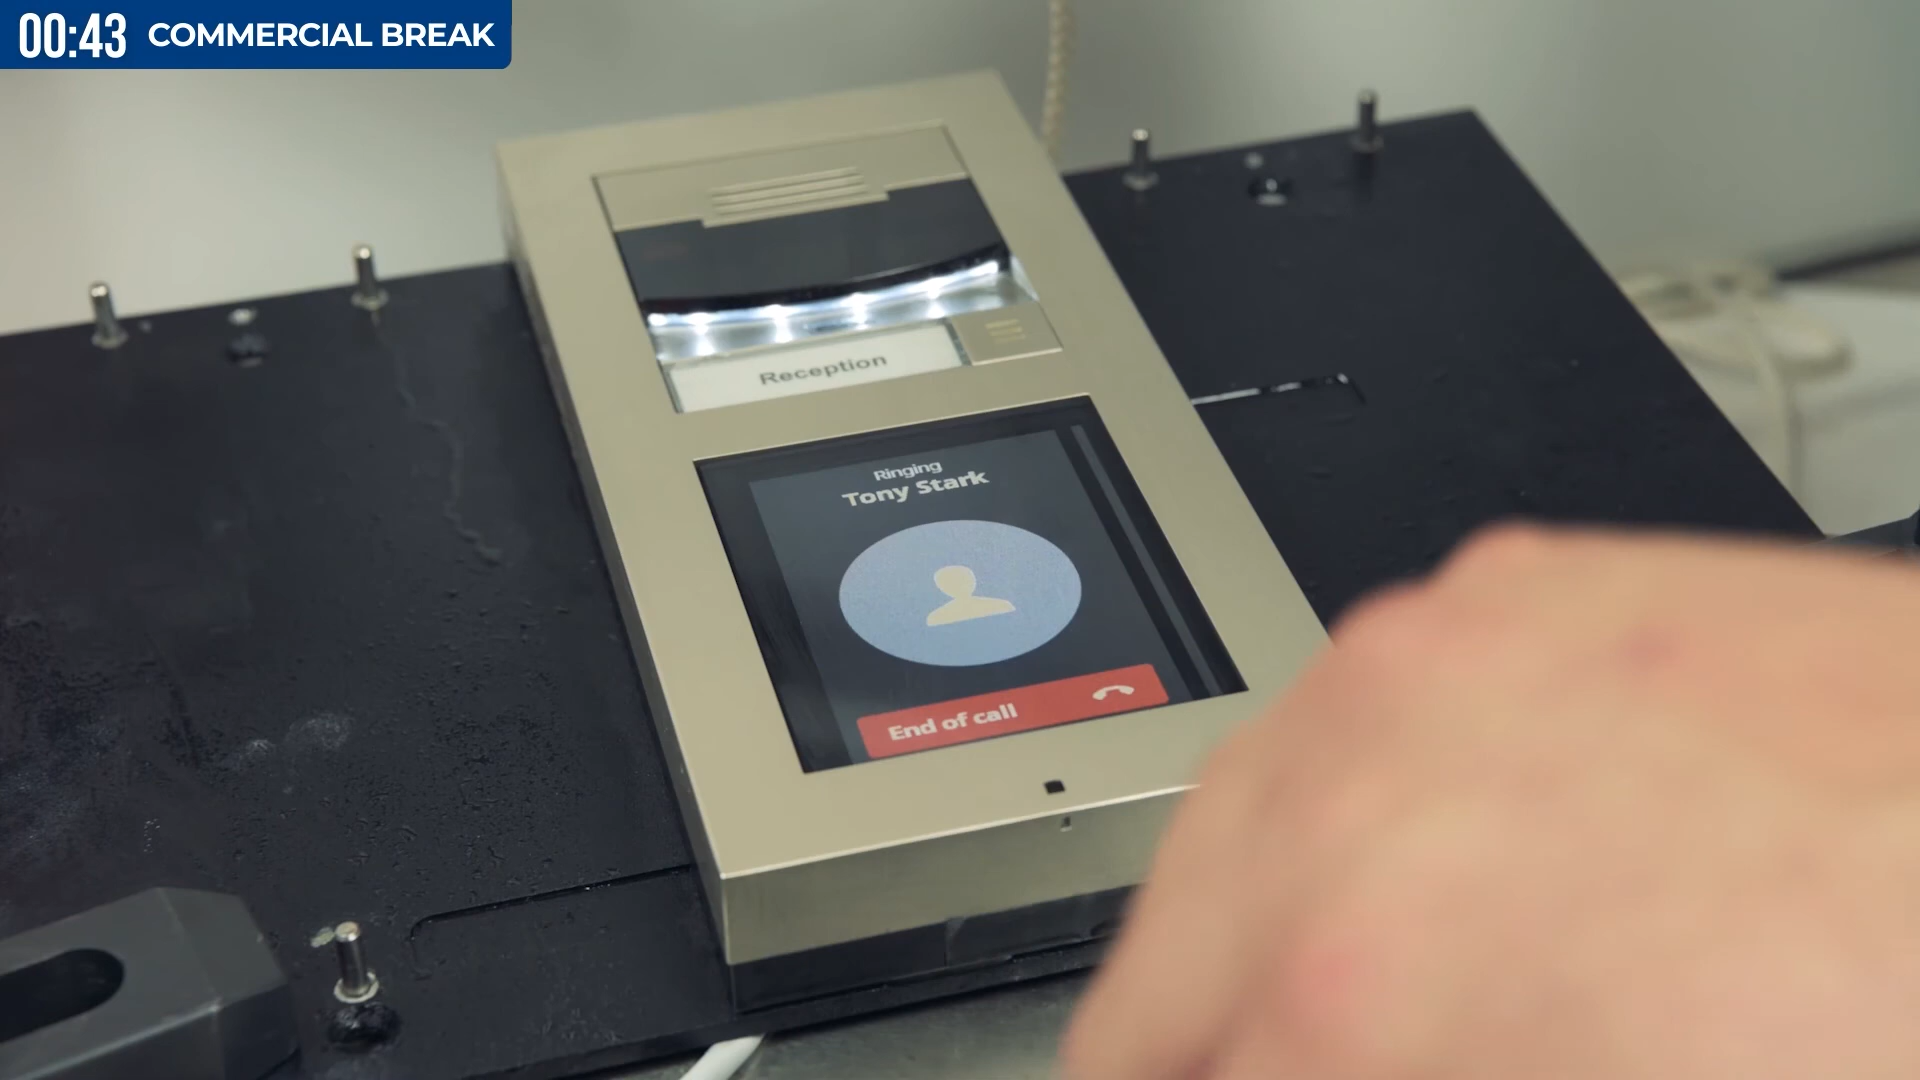 00:43 COMMERCIAL BREAK
Reception
Ringing
Tony Stark
End of call